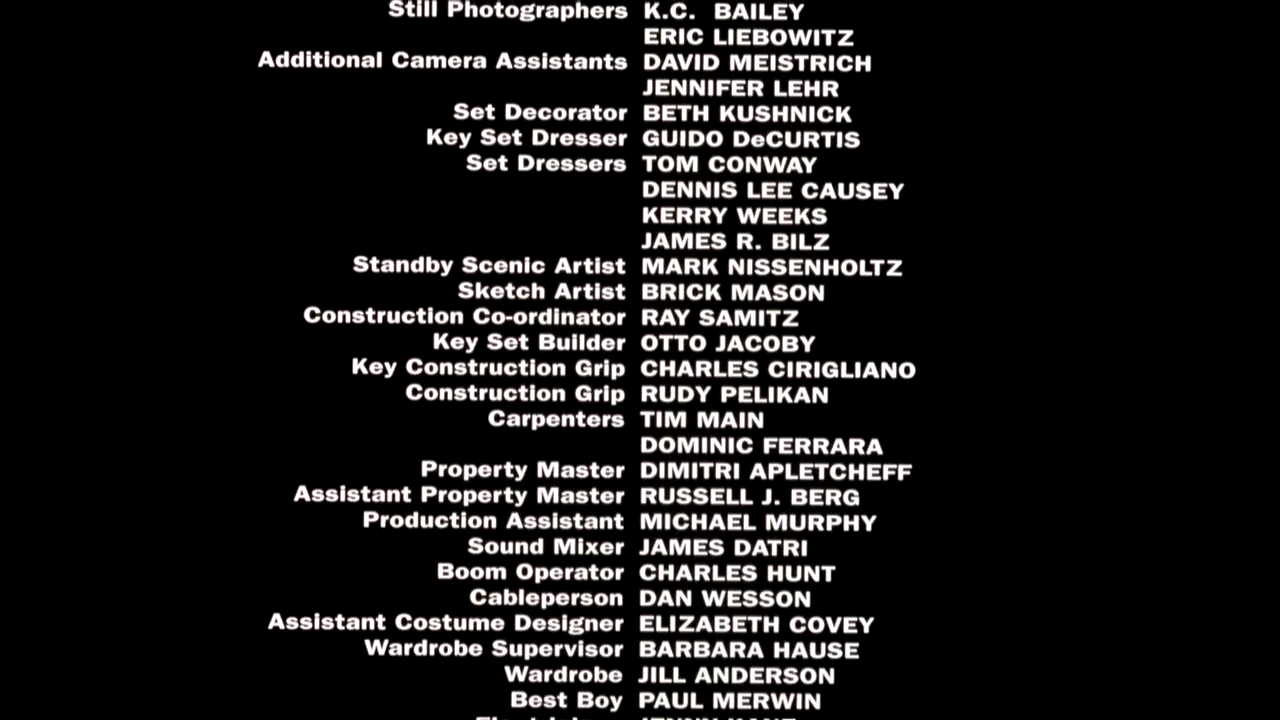 Still Photographers K.C. BAILEY
ERIC LIEBOWITZ
Additional Camera Assistants DAVID MEISTRICH
JENNIFER LEHR
Set Decorator BETH KUSHNICK
Key Set Dresser GUIDO DeCURTIS
Set Dressers TOM CONWAY
DENNIS LEE CAUSEY
KERRY WEEKS
JAMES R. BILZ
Standby Scenic Artist MARK NISSENHOLTZ
Sketch Artist BRICK MASON
Construction Co-ordinator RAY SAMITZ
Key Set Builder OTTO JACOBY
Key Construction Grip CHARLES CIRIGLIANO
Construction Grip RUDY PELIKAN
Carpenters TIM MAIN
DOMINIC FERRARA
Property Master DIMITRI APLETCHEFF
Assistant Property Master RUSSELL J. BERG
Production Assistant MICHAEL MURPHY
Sound Mixer JAMES DATRI
Boom Operator CHARLES HUNT
Cableperson DAN WESSON
Assistant Costume Designer ELIZABETH COVEY
Wardrobe Supervisor BARBARA HAUSE
Wardrobe JILL ANDERSON
Best Boy PAUL MERWIN